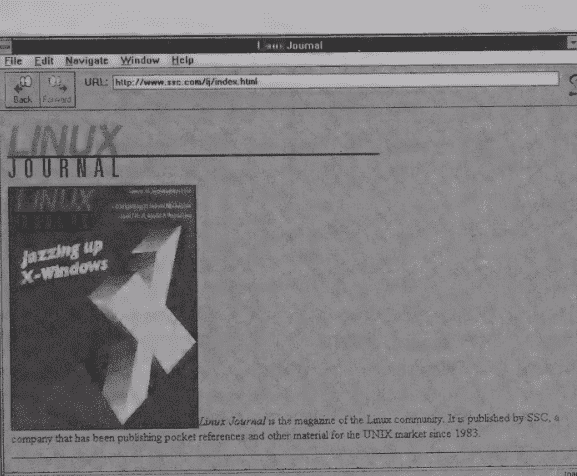 Linux Journal
File Edit Navigate Window Help
Back Forward URL: http://www.ssc.com/lj/index.html
LINUX
JOURNAL
LINUX
Jazzing up
X-Windows
Linux Journal is the magazine of the Linux community. It is published by SSC, a
company that has been publishing pocket references and other material for the UNIX market since 1983.